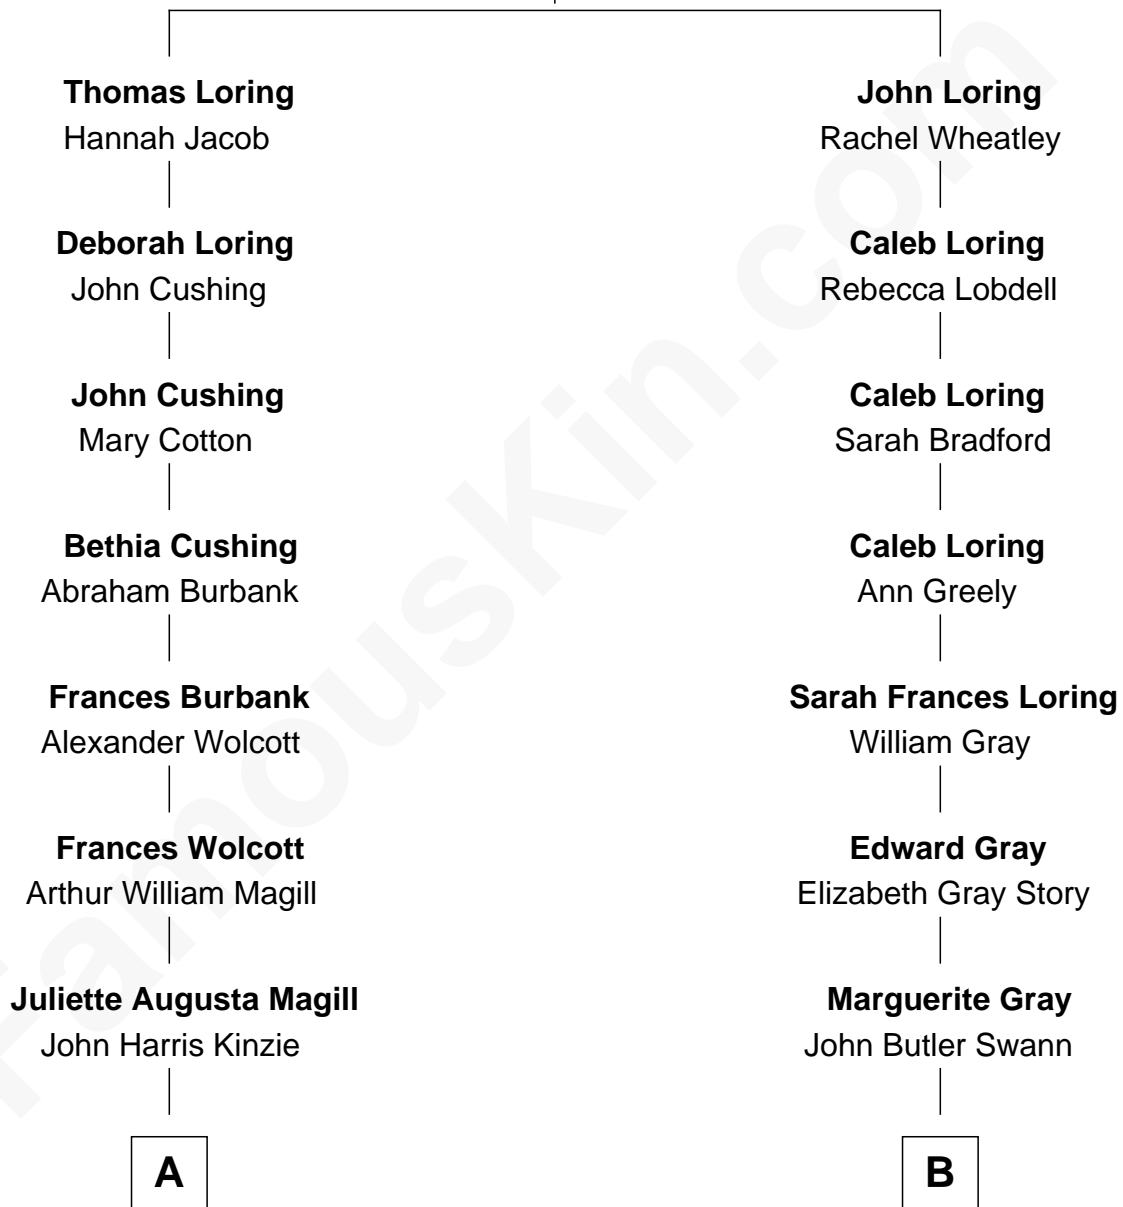 Thomas Loring
Hannah Jacob
John Loring
Rachel Wheatley
Deborah Loring
John Cushing
Caleb Loring
Rebecca Lobdell
John Cushing
Mary Cotton
Caleb Loring
Sarah Bradford
Bethia Cushing
Abraham Burbank
Caleb Loring
Ann Greely
Frances Burbank
Alexander Wolcott
Sarah Frances Loring
William Gray
Frances Wolcott
Arthur William Magill
Edward Gray
Elizabeth Gray Story
Juliette Augusta Magill
John Harris Kinzie
Marguerite Gray
John Butler Swann
A
B
FamousKin.com